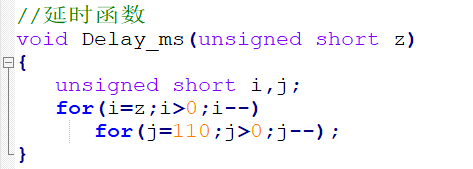 //延时函数
void Delay_ms(unsigned short z)
{
unsigned short i,j;
for(i=z;i>0;i--)
for(j=110;j>0;j--);
}